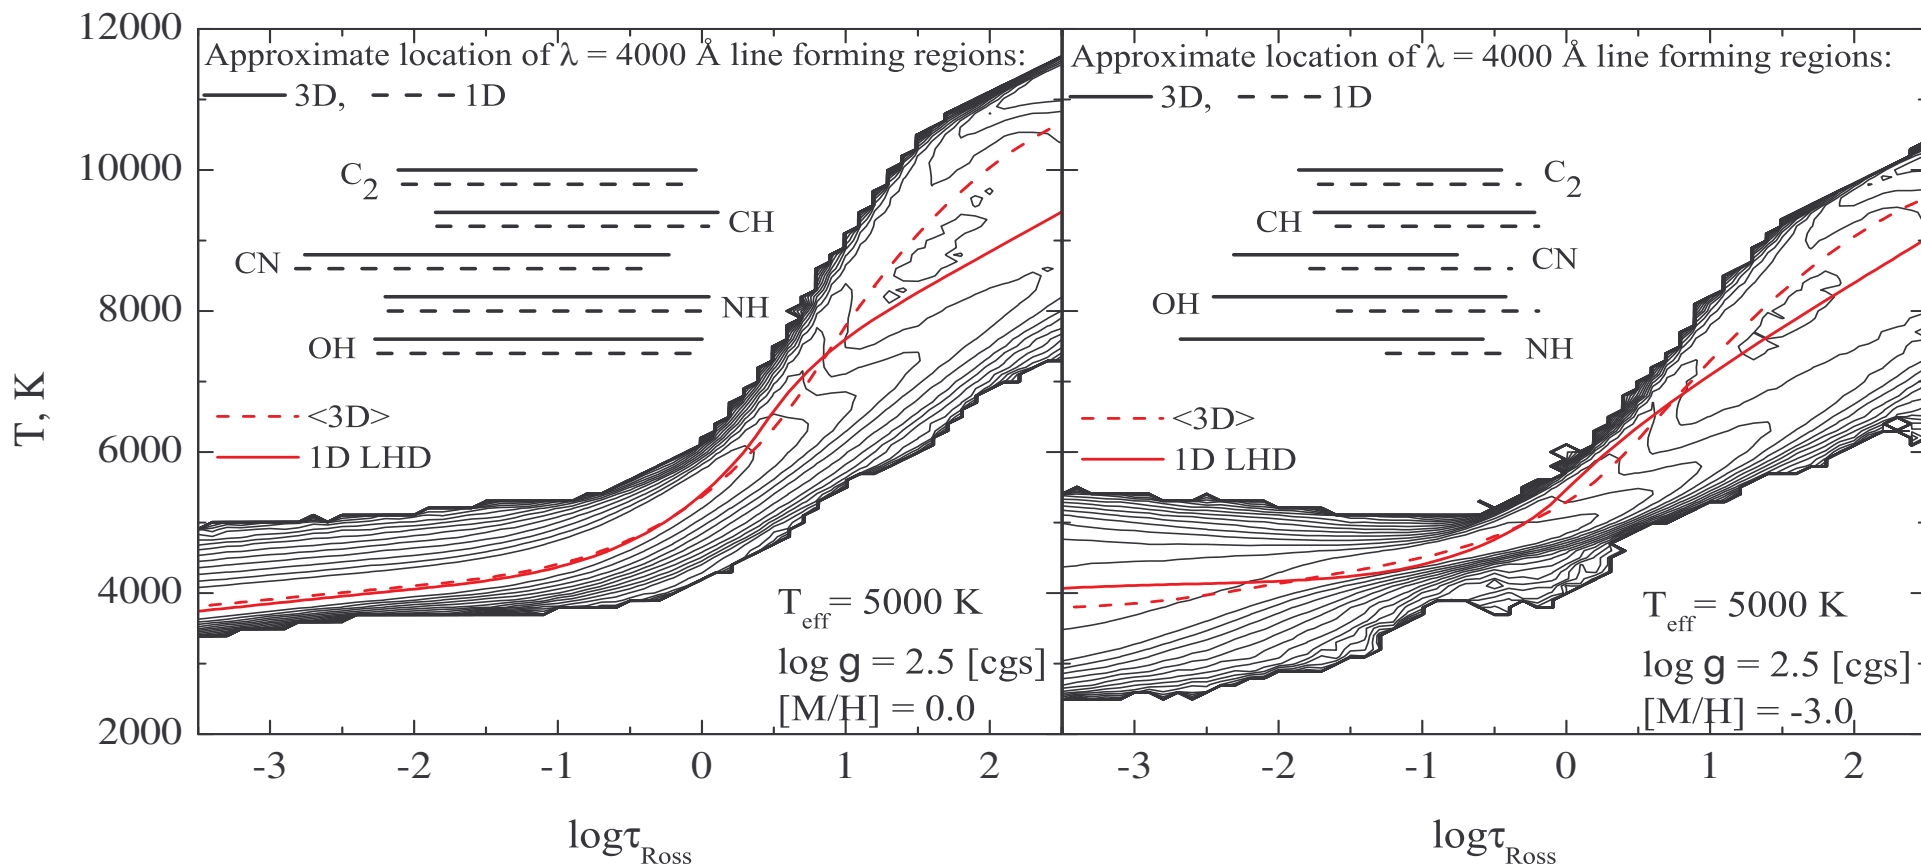 12000
10000
8000
6000
4000
2000
T, K
Approximate location of λ = 4000 Å line forming regions:
3D, 1D
C2
CH
CN
NH
OH
<3D>
1D LHD
Teff= 5000 K
log g = 2.5 [cgs]
[M/H] = 0.0
-3 -2 -1 0 1 2
logτRoss
Approximate location of λ = 4000 Å line forming regions:
3D, 1D
C2
CH
CN
OH
NH
<3D>
1D LHD
Teff= 5000 K
log g = 2.5 [cgs]
[M/H] = -3.0
-3 -2 -1 0 1 2
logτRoss